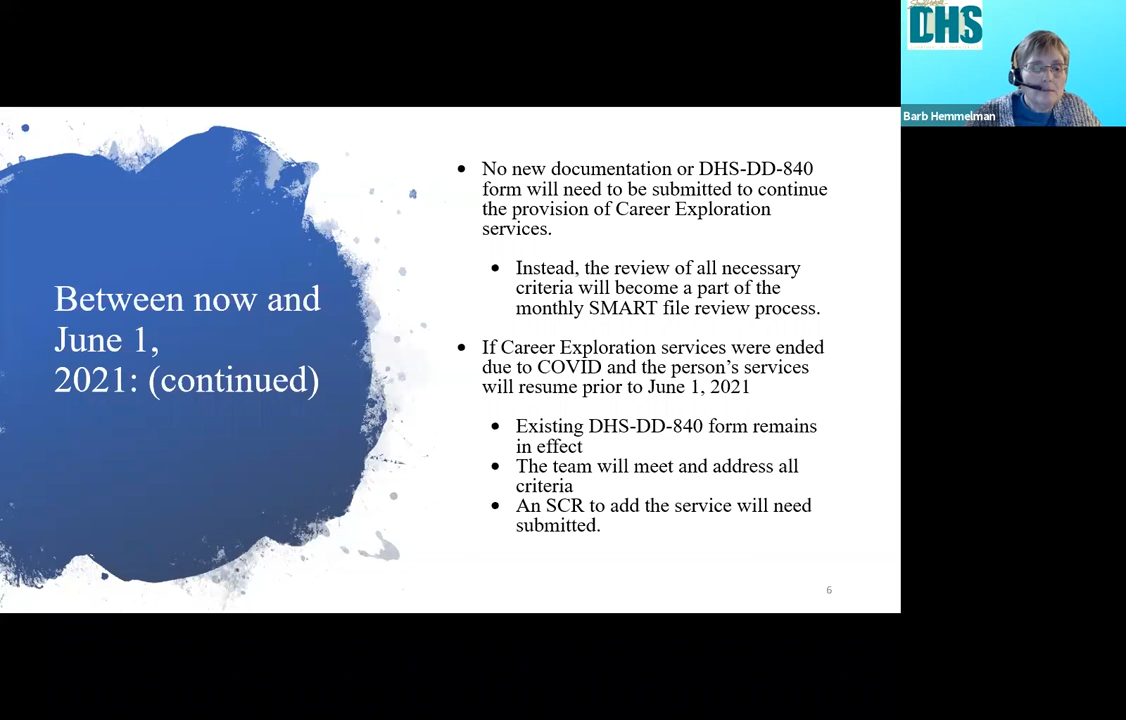 DHS
Barb Hemmelman
Between now and
June 1,
2021: (continued)
• No new documentation or DHS-DD-840
form will need to be submitted to continue
the provision of Career Exploration
services.
• Instead, the review of all necessary
criteria will become a part of the
monthly SMART file review process.
• If Career Exploration services were ended
due to COVID and the person’s services
will resume prior to June 1, 2021
• Existing DHS-DD-840 form remains
in effect
• The team will meet and address all
criteria
• An SCR to add the service will need
submitted.
6